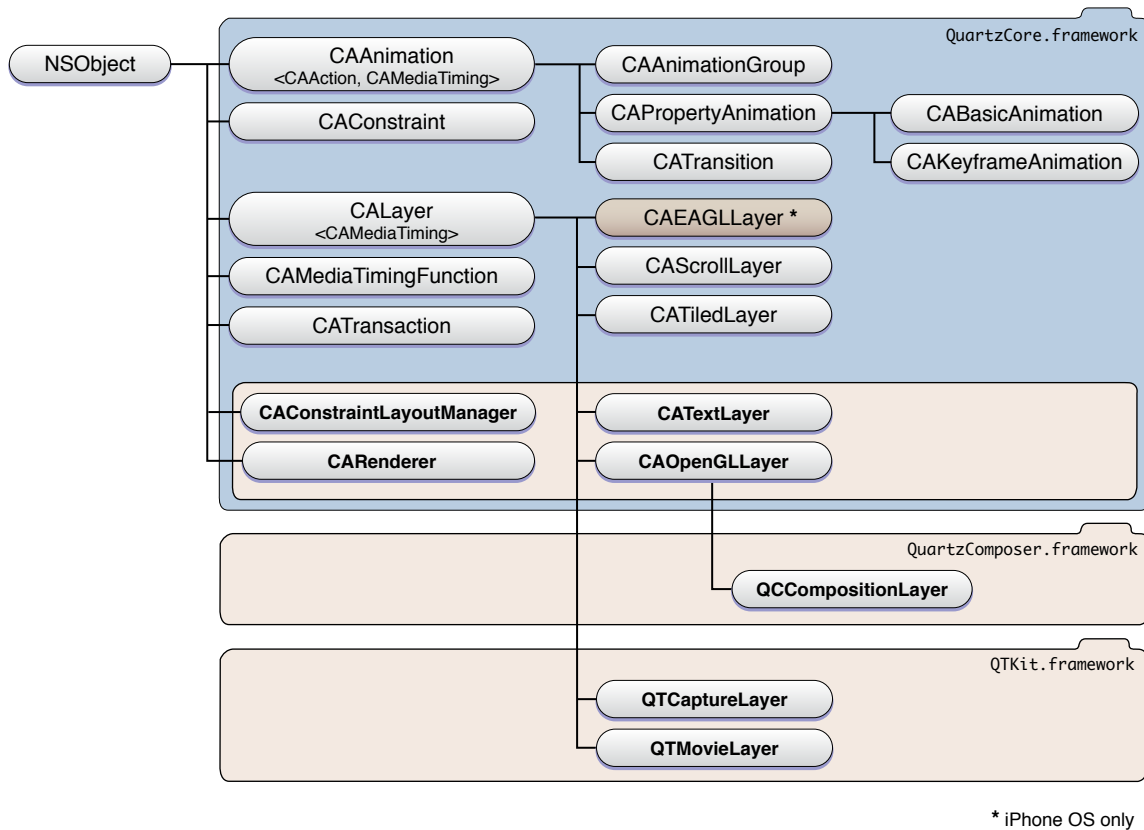 QuartzCore.framework
NSObject
CAAnimation
<CAAction, CAMediaTiming>
CAAnimationGroup
CAConstraint
CAPropertyAnimation
CABasicAnimation
CATransition
CAKeyframeAnimation
CALayer
<CAMediaTiming>
CAEAGLLayer *
CAMediaTimingFunction
CAScrollLayer
CATransaction
CATiledLayer
CAConstraintLayoutManager
CATextLayer
CARenderer
CAOpenGLLayer
QuartzComposer.framework
QCCompositionLayer
QTKit.framework
QTCaptureLayer
QTMovieLayer
* iPhone OS only